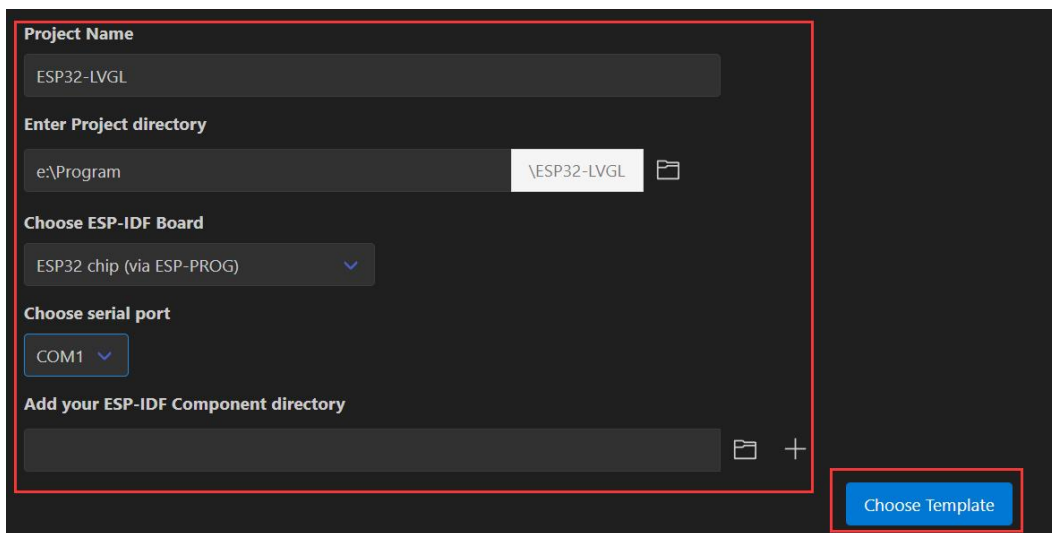 Project Name
ESP32-LVGL
Enter Project directory
e:\Program \ESP32-LVGL
Choose ESP-IDF Board
ESP32 chip (via ESP-PROG)
Choose serial port
COM1
Add your ESP-IDF Component directory
Choose Template